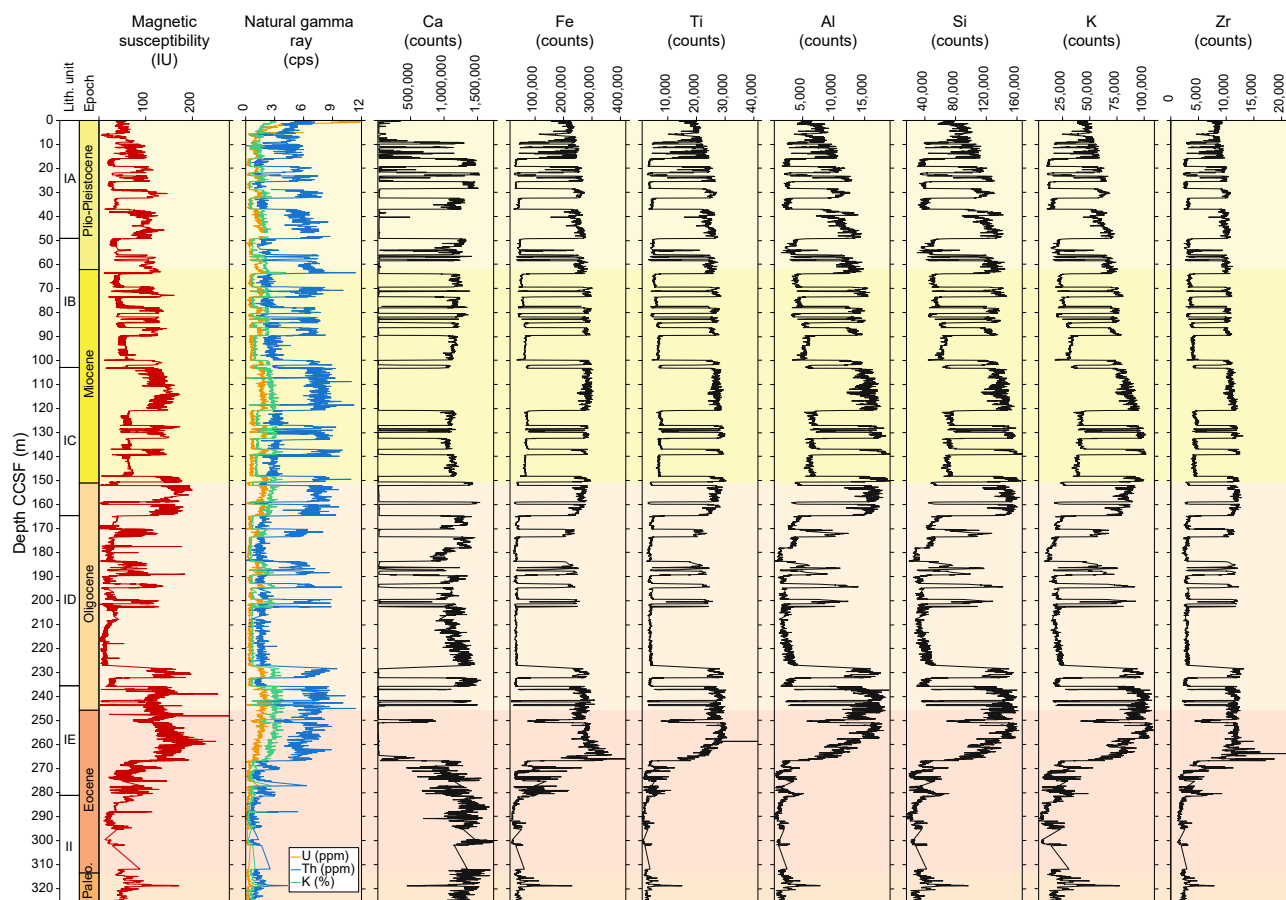 Magnetic susceptibility (IU)
Natural gamma ray (cps)
Ca (counts)
Fe (counts)
Ti (counts)
Al (counts)
Si (counts)
K (counts)
Zr (counts)
Lith. unit
Epoch
100 200
0 3 6 9 12
500,000 1,000,000 1,500,000
100,000 200,000 300,000 400,000
10,000 20,000 30,000 40,000
5,000 10,000 15,000
40,000 80,000 120,000 160,000
25,000 50,000 75,000 100,000
0 5,000 10,000 15,000 20,000
Depth CCSF (m)
0
10
20
30
40
50
60
70
80
90
100
110
120
130
140
150
160
170
180
190
200
210
220
230
240
250
260
270
280
290
300
310
320
IA
IB
IC
ID
IE
II
Plio-Pleistocene
Miocene
Oligocene
Eocene
Paleo.
U (ppm)
Th (ppm)
K (%)